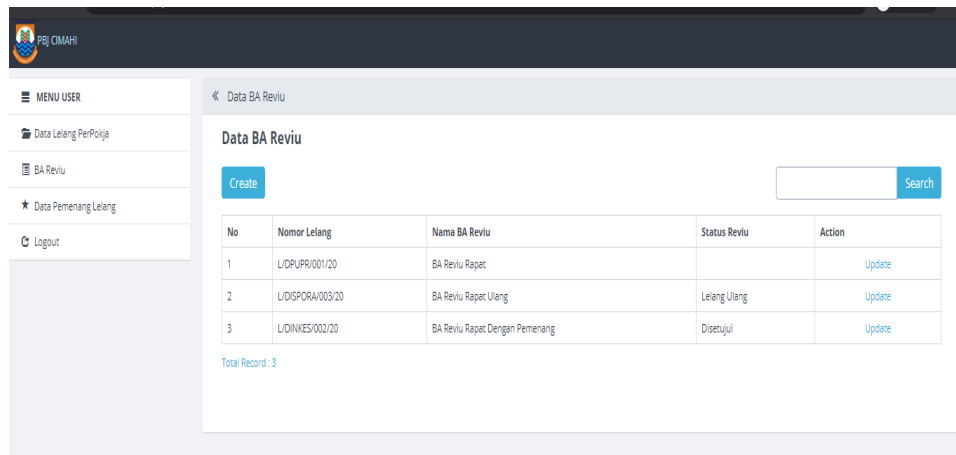 PBJ CIMAHI
MENU USER
Data Lelang PerPokja
BA Reviu
Data Pemenang Lelang
Logout
« Data BA Reviu
Data BA Reviu
Create
Search
No Nomor Lelang Nama BA Reviu Status Reviu Action
1 L/DPUPR/001/20 BA Reviu Rapat Update
2 L/DISPORA/003/20 BA Reviu Rapat Ulang Lelang Ulang Update
3 L/DINKES/002/20 BA Reviu Rapat Dengan Pemenang Disetujui Update
Total Record : 3